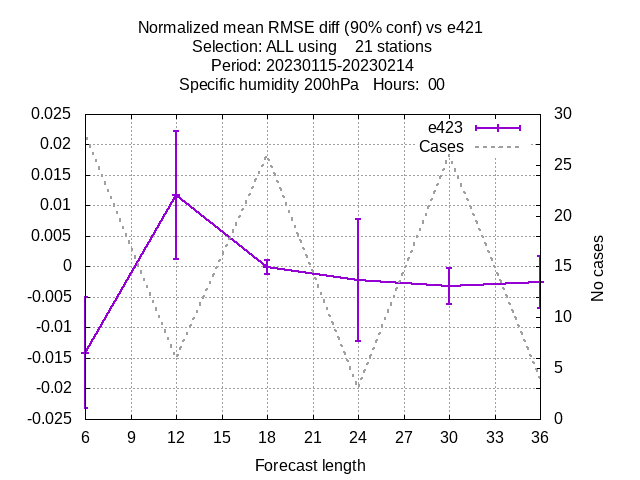 Normalized mean RMSE diff (90% conf) vs e421
Selection: ALL using    21 stations
Period: 20230115-20230214
Specific humidity 200hPa   Hours:  00
e423
Cases
0.025
0.02
0.015
0.01
0.005
0
-0.005
-0.01
-0.015
-0.02
-0.025
30
25
20
15
10
5
0
No cases
6 9 12 15 18 21 24 27 30 33 36
Forecast length